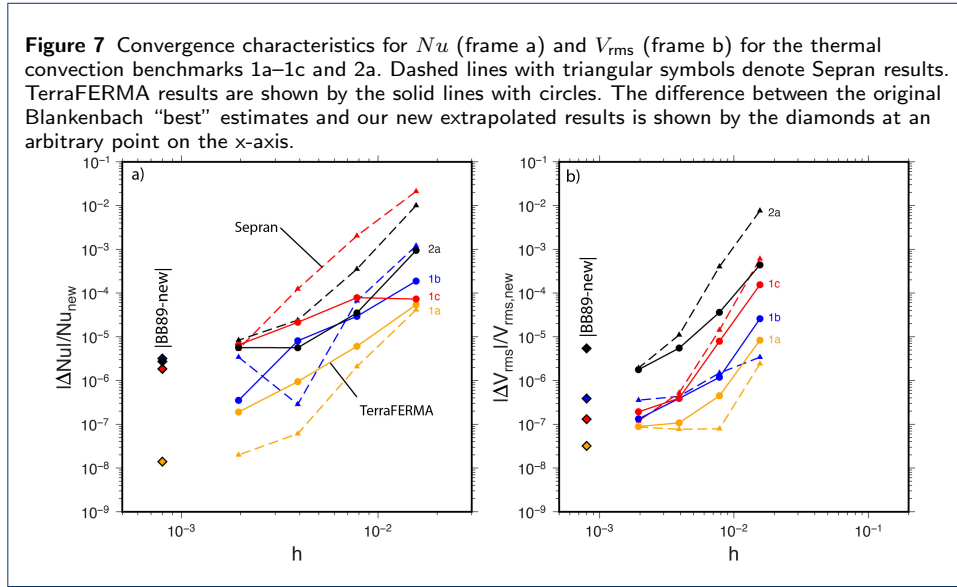 Figure 7 Convergence characteristics for Nu (frame a) and Vrms (frame b) for the thermal
convection benchmarks 1a–1c and 2a. Dashed lines with triangular symbols denote Sepran results.
TerraFERMA results are shown by the solid lines with circles. The difference between the original
Blankenbach “best” estimates and our new extrapolated results is shown by the diamonds at an
arbitrary point on the x-axis.
|ΔNu|/Nunew
10−1
10−2
10−3
10−4
10−5
10−6
10−7
10−8
10−9
a)
Sepran
|BB89-new|
2a
1b
1c
1a
TerraFERMA
10−3
10−2
h
|ΔVrms|/Vrms,new
10−1
10−2
10−3
10−4
10−5
10−6
10−7
10−8
10−9
b)
|BB89-new|
2a
1c
1b
1a
10−3
10−2
10−1
h